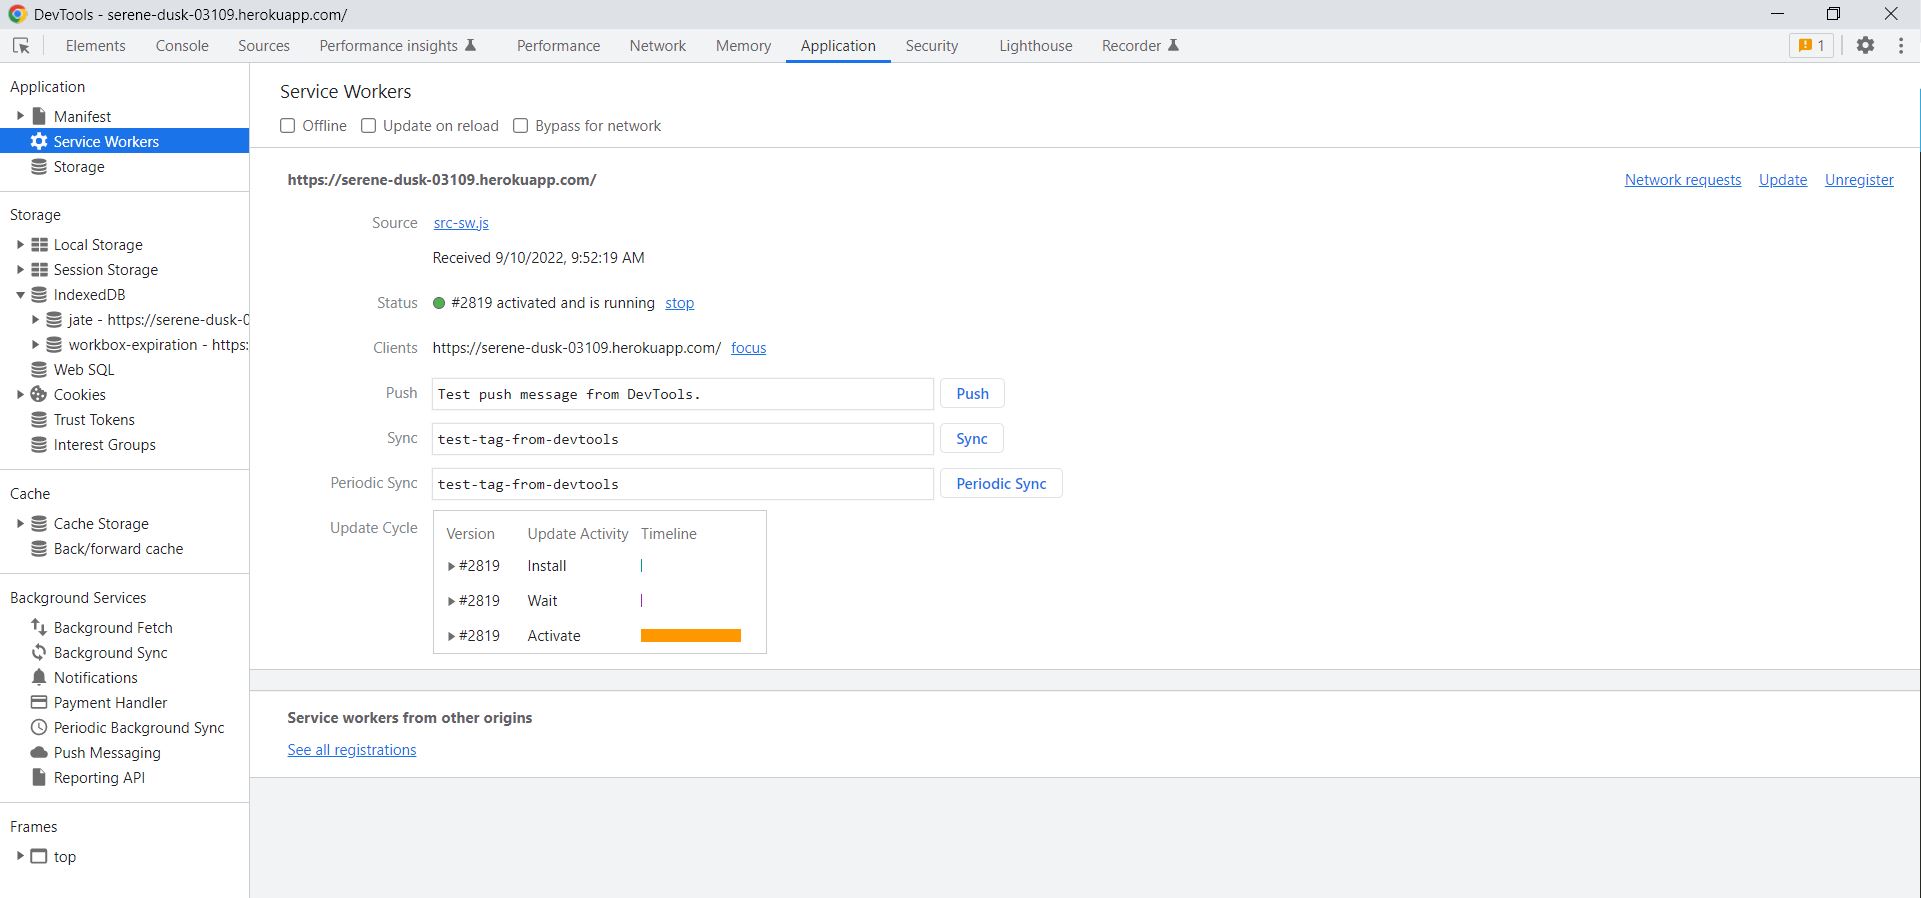 DevTools - serene-dusk-03109.herokuapp.com/
Elements Console Sources Performance insights Performance Network Memory Application Security Lighthouse Recorder 1
Application
Manifest
Service Workers
Storage
Storage
Local Storage
Session Storage
IndexedDB
jate - https://serene-dusk-0
workbox-expiration - https:
Web SQL
Cookies
Trust Tokens
Interest Groups
Cache
Cache Storage
Back/forward cache
Background Services
Background Fetch
Background Sync
Notifications
Payment Handler
Periodic Background Sync
Push Messaging
Reporting API
Frames
top
Service Workers
Offline Update on reload Bypass for network
https://serene-dusk-03109.herokuapp.com/ Network requests Update Unregister
Source src-sw.js
Received 9/10/2022, 9:52:19 AM
Status #2819 activated and is running stop
Clients https://serene-dusk-03109.herokuapp.com/ focus
Push Test push message from DevTools. Push
Sync test-tag-from-devtools Sync
Periodic Sync test-tag-from-devtools Periodic Sync
Update Cycle Version Update Activity Timeline
#2819 Install
#2819 Wait
#2819 Activate
Service workers from other origins
See all registrations